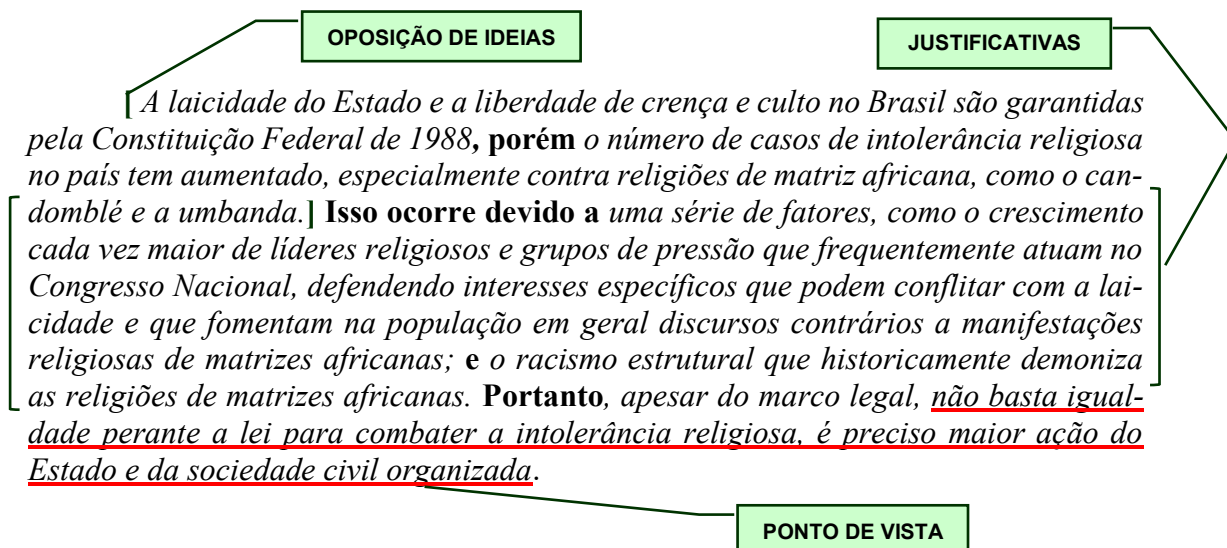 OPOSIÇÃO DE IDEIAS
JUSTIFICATIVAS
[ A laicidade do Estado e a liberdade de crença e culto no Brasil são garantidas
pela Constituição Federal de 1988, porém o número de casos de intolerância religiosa
no país tem aumentado, especialmente contra religiões de matriz africana, como o can-
domblé e a umbanda.] Isso ocorre devido a uma série de fatores, como o crescimento
cada vez maior de líderes religiosos e grupos de pressão que frequentemente atuam no
Congresso Nacional, defendendo interesses específicos que podem conflitar com a lai-
cidade e que fomentam na população em geral discursos contrários a manifestações
religiosas de matrizes africanas; e o racismo estrutural que historicamente demoniza
as religiões de matrizes africanas. Portanto, apesar do marco legal, não basta igual-
dade perante a lei para combater a intolerância religiosa, é preciso maior ação do
Estado e da sociedade civil organizada.
PONTO DE VISTA